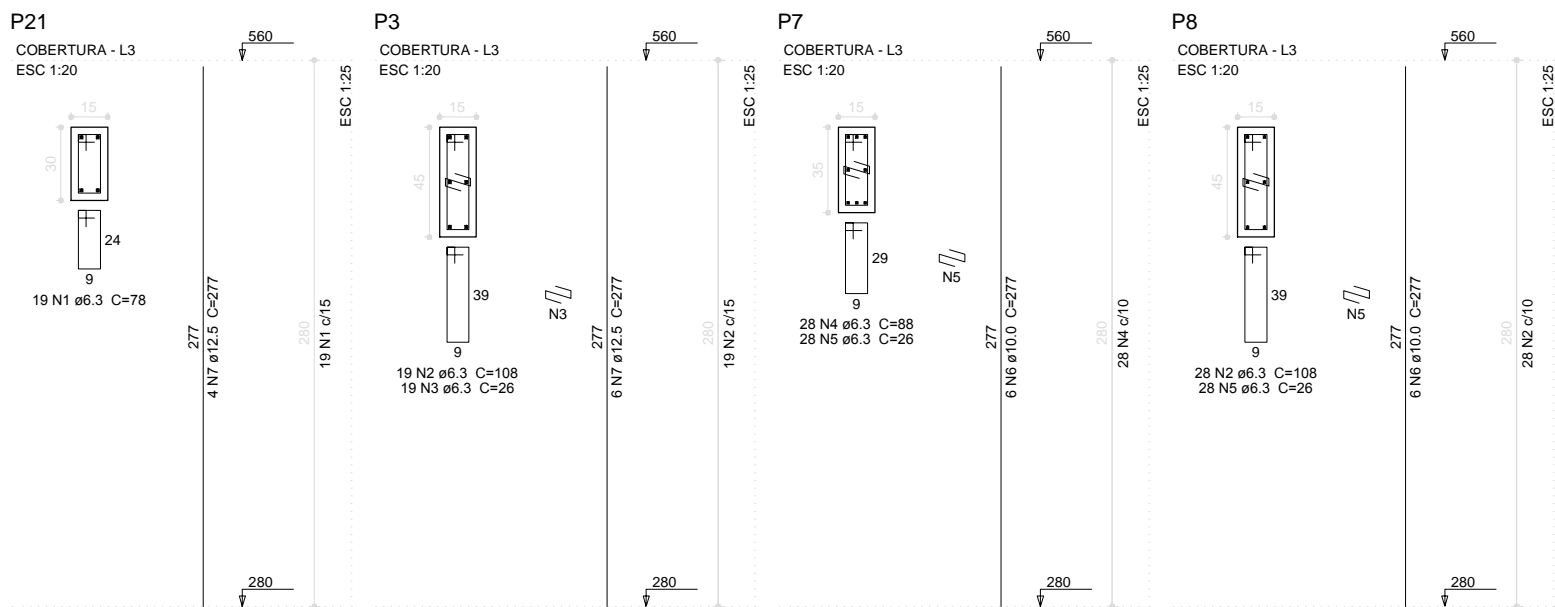 P21
COBERTURA - L3
ESC 1:20
560
ESC 1:25
15
30
24
9
19 N1 ø6.3 C=78
277
4 N7 ø12.5 C=277
280
19 N1 c/15
280
P3
COBERTURA - L3
ESC 1:20
560
ESC 1:25
15
45
39
9
N3
19 N2 ø6.3 C=108
19 N3 ø6.3 C=26
277
6 N7 ø12.5 C=277
280
19 N2 c/15
280
P7
COBERTURA - L3
ESC 1:20
560
ESC 1:25
15
35
29
9
N5
28 N4 ø6.3 C=88
28 N5 ø6.3 C=26
277
6 N6 ø10.0 C=277
280
28 N4 c/10
280
P8
COBERTURA - L3
ESC 1:20
560
ESC 1:25
15
45
39
9
N5
28 N2 ø6.3 C=108
28 N5 ø6.3 C=26
277
6 N6 ø10.0 C=277
280
28 N2 c/10
280